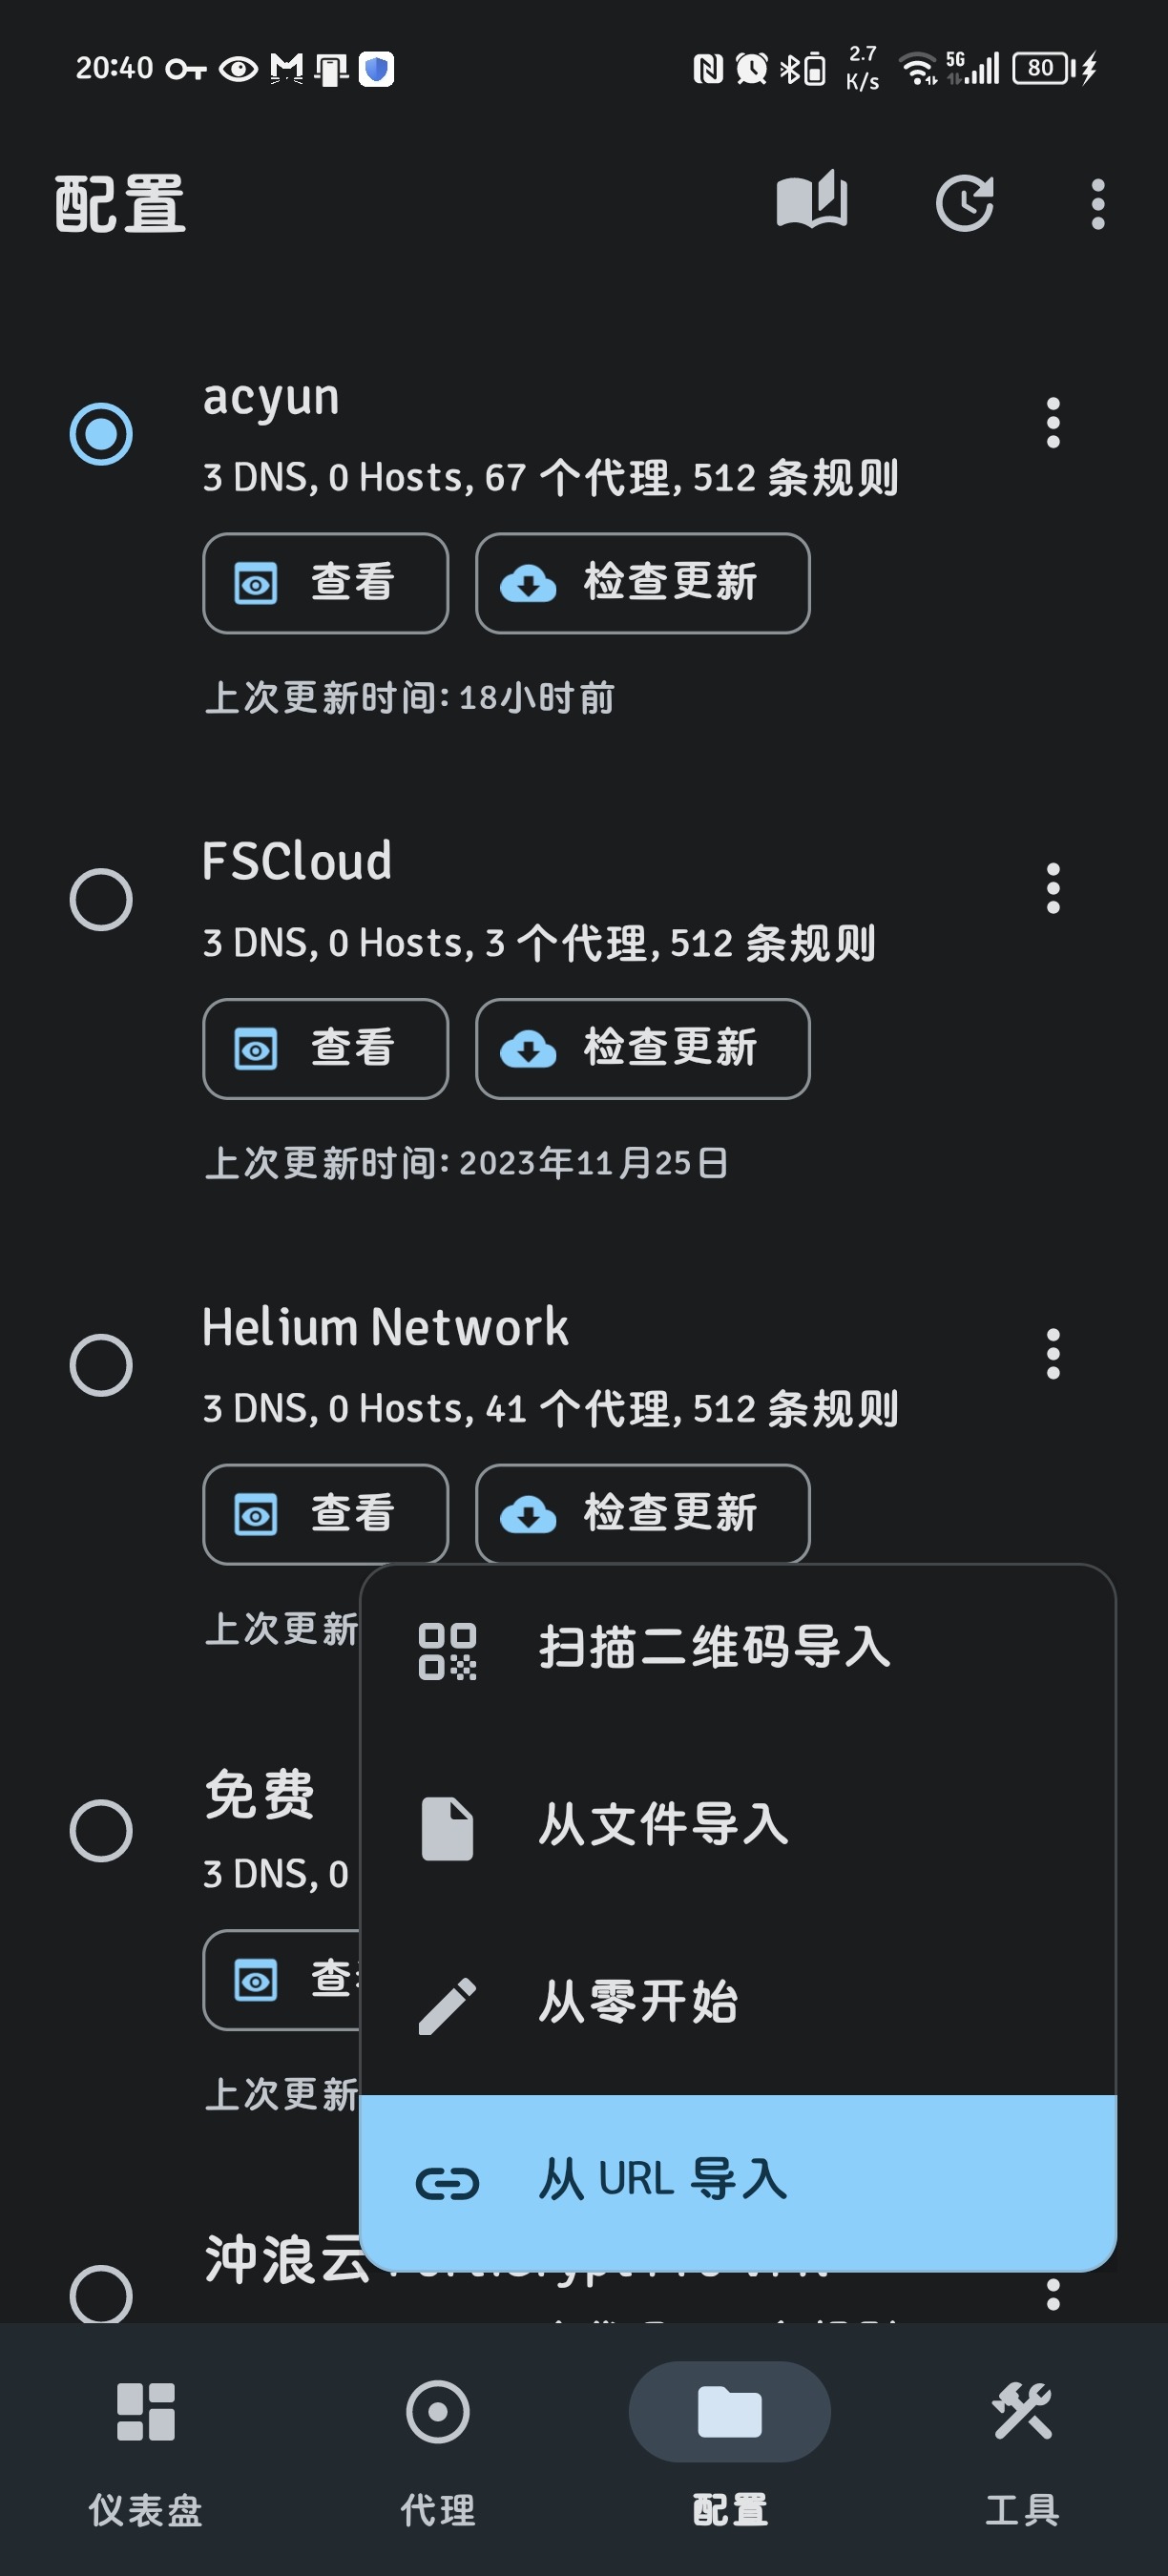 20:40
2.7 K/s
5G
80
配置
acyun
3 DNS, 0 Hosts, 67 个代理, 512 条规则
查看
检查更新
上次更新时间: 18小时前
FSCloud
3 DNS, 0 Hosts, 3 个代理, 512 条规则
查看
检查更新
上次更新时间: 2023年11月25日
Helium Network
3 DNS, 0 Hosts, 41 个代理, 512 条规则
查看
检查更新
上次更新
扫描二维码导入
免费
从文件导入
3 DNS, 0
查
从零开始
上次更新
从 URL 导入
冲浪云
仪表盘
代理
配置
工具